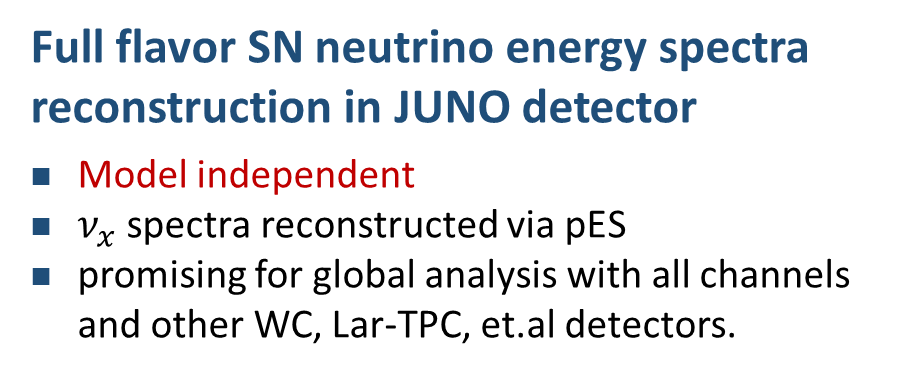 Full flavor SN neutrino energy spectra
reconstruction in JUNO detector
■ Model independent
■ νₓ spectra reconstructed via pES
■ promising for global analysis with all channels
and other WC, Lar-TPC, et.al detectors.